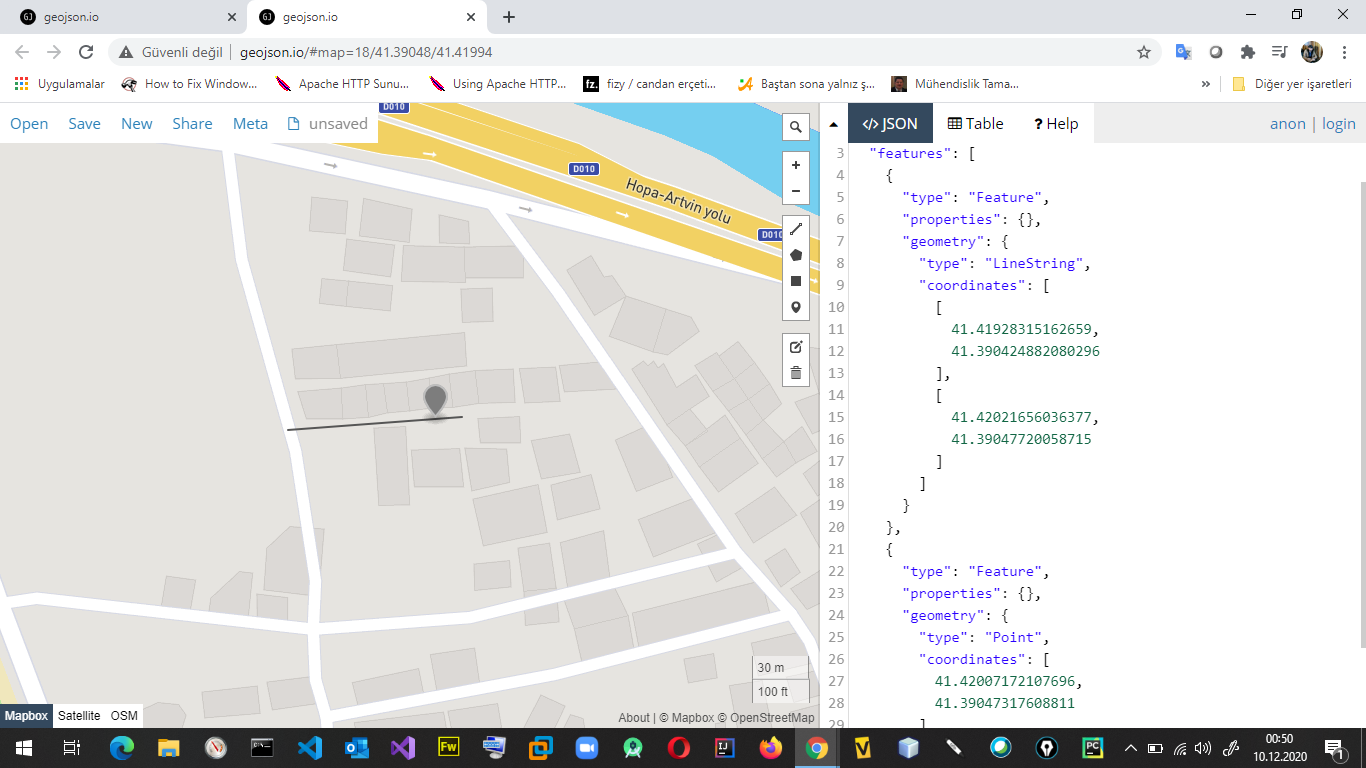 geojson.io
geojson.io
Güvenli değil
geojson.io/#map=18/41.39048/41.41994
Uygulamalar
How to Fix Window...
Apache HTTP Sunu...
Using Apache HTTP...
fz.
fizy / candan erçeti...
Baştan sona yalnız ş...
Mühendislik Tama...
»
Diğer yer işaretleri
Open
Save
New
Share
Meta
unsaved
D010
D010
Hopa-Artvin yolu
D010
+
−
30 m
100 ft
Mapbox
Satellite
OSM
About | © Mapbox © OpenStreetMap
</> JSON
Table
? Help
anon | login
3 "features": [
4 {
5 "type": "Feature",
6 "properties": {},
7 "geometry": {
8 "type": "LineString",
9 "coordinates": [
10 [
11 41.41928315162659,
12 41.390424882080296
13 ],
14 [
15 41.42021656036377,
16 41.39047720058715
17 ]
18 ]
19 }
20 },
21 {
22 "type": "Feature",
23 "properties": {},
24 "geometry": {
25 "type": "Point",
26 "coordinates": [
27 41.42007172107696,
28 41.39047317608811
29 ]
Fw
IJ
PC
00:50
10.12.2020
1